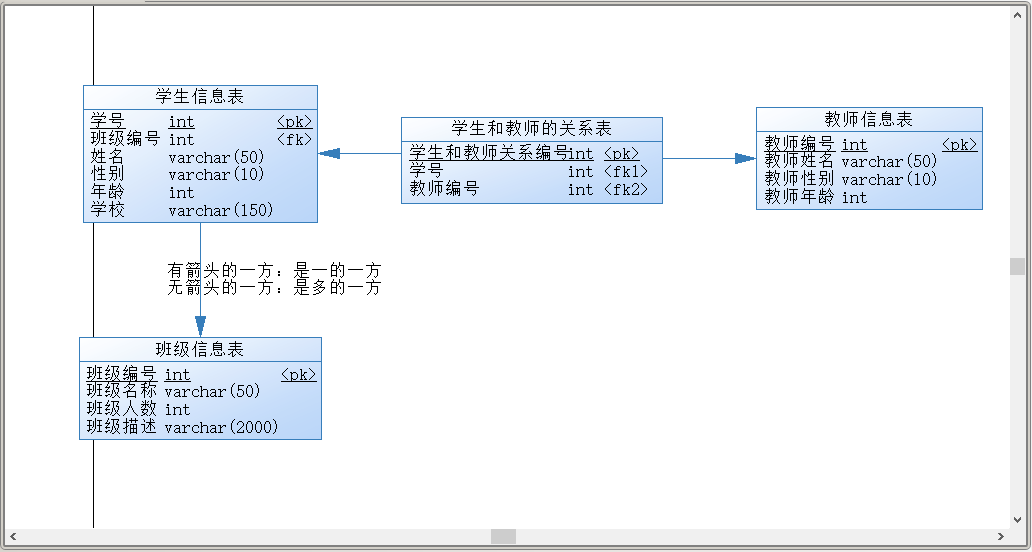 学生信息表
学号 int <pk>
班级编号 int <fk>
姓名 varchar(50)
性别 varchar(10)
年龄 int
学校 varchar(150)
学生和教师的关系表
学生和教师关系编号int <pk>
学号 int <fk1>
教师编号 int <fk2>
教师信息表
教师编号 int <pk>
教师姓名 varchar(50)
教师性别 varchar(10)
教师年龄 int
有箭头的一方：是一的一方
无箭头的一方：是多的一方
班级信息表
班级编号 int <pk>
班级名称 varchar(50)
班级人数 int
班级描述 varchar(2000)